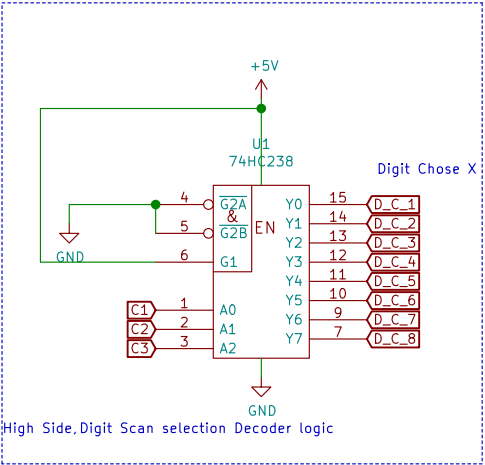 +5V
U1
74HC238
Digit Chose X
4 G2A Y0 15 D_C_1
& EN
5 G2B Y1 14 D_C_2
Y2 13 D_C_3
6 G1 Y3 12 D_C_4
GND
Y4 11 D_C_5
Y5 10 D_C_6
C1 1 A0
Y6 9 D_C_7
C2 2 A1
Y7 7 D_C_8
C3 3 A2
GND
High Side,Digit Scan selection Decoder logic